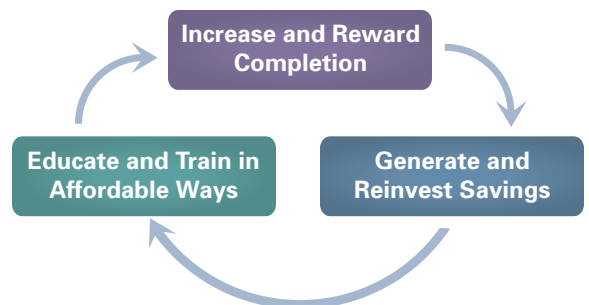 Increase and Reward
Completion
Educate and Train in
Affordable Ways
Generate and
Reinvest Savings